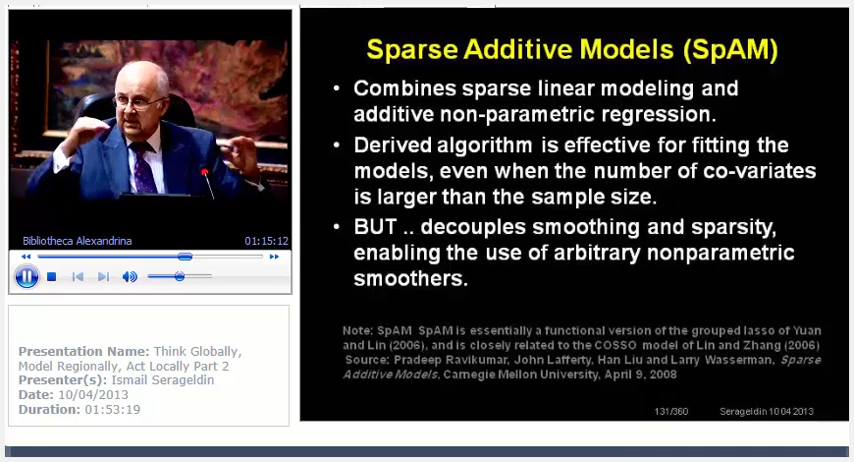 Bibliotheca Alexandrina
01:15:12
Presentation Name: Think Globally,
Model Regionally, Act Locally Part 2
Presenter(s): Ismail Serageldin
Date: 10/04/2013
Duration: 01:53:19
Sparse Additive Models (SpAM)
• Combines sparse linear modeling and
additive non-parametric regression.
• Derived algorithm is effective for fitting the
models, even when the number of co-variates
is larger than the sample size.
• BUT .. decouples smoothing and sparsity,
enabling the use of arbitrary nonparametric
smoothers.
Note: SpAM SpAM is essentially a functional version of the grouped lasso of Yuan
and Lin (2006), and is closely related to the COSSO model of Lin and Zhang (2006)
Source: Pradeep Ravikumar, John Lafferty, Han Liu and Larry Wasserman, Sparse
Additive Models, Carnegie Mellon University, April 9, 2008
131/360
Serageldin 10 04 2013